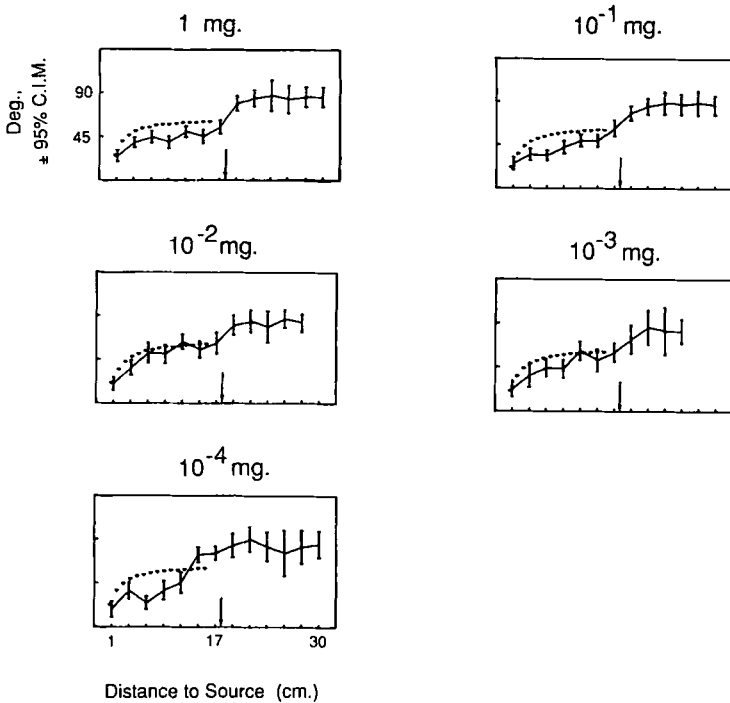 1 mg.
10⁻¹ mg.
Deg.,
± 95% C.I.M.
90
45
10⁻² mg.
10⁻³ mg.
10⁻⁴ mg.
1 17 30
Distance to Source (cm.)